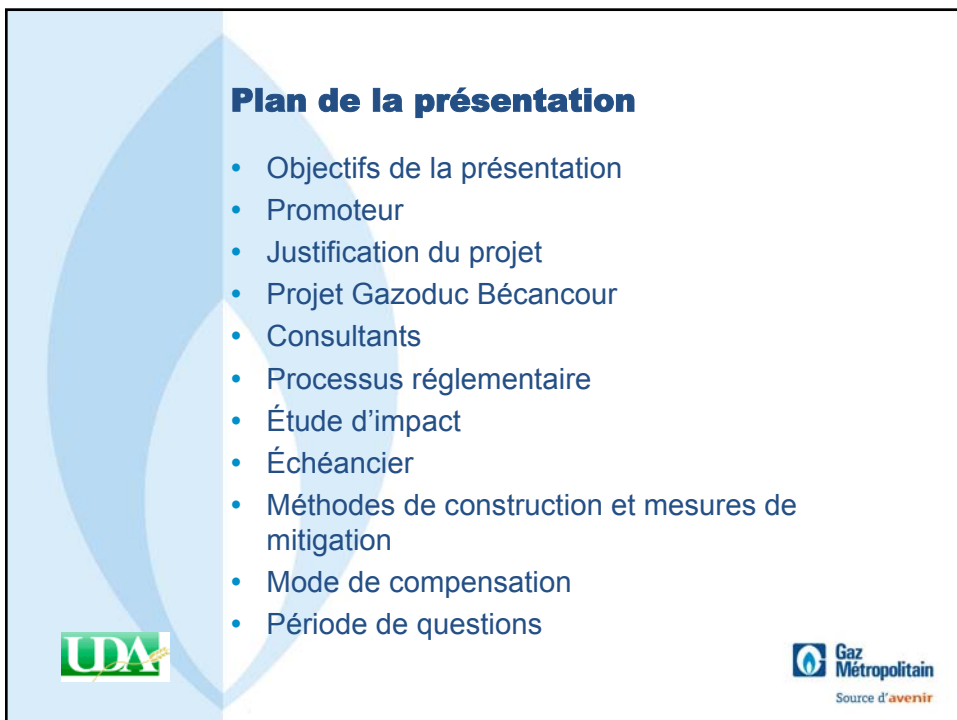 Plan de la présentation
• Objectifs de la présentation
• Promoteur
• Justification du projet
• Projet Gazoduc Bécancour
• Consultants
• Processus réglementaire
• Étude d’impact
• Échéancier
• Méthodes de construction et mesures de
mitigation
• Mode de compensation
• Période de questions
UDA
Gaz
Métropolitain
Source d’avenir